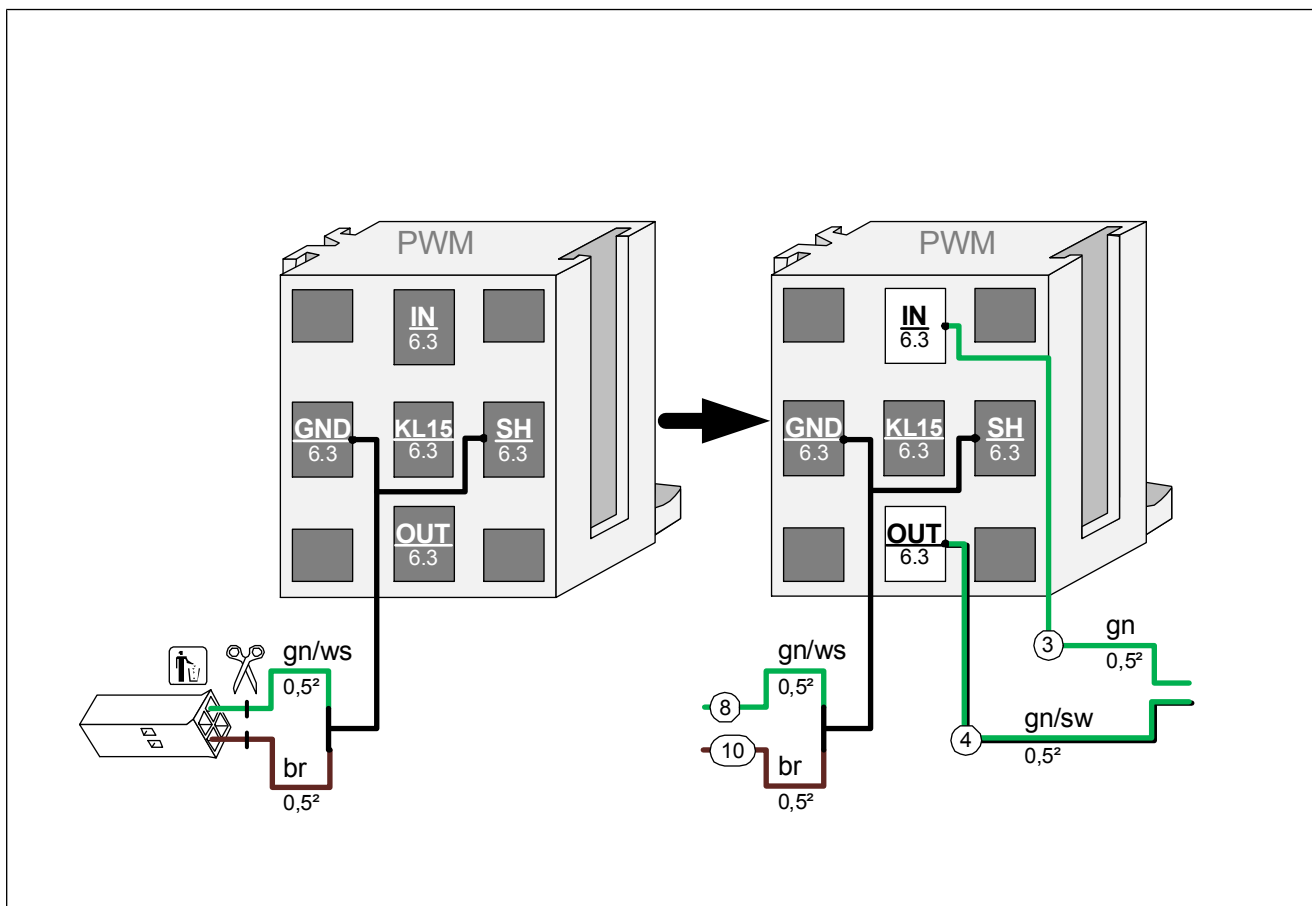 PWM
IN
6.3
GND
6.3
KL15
6.3
SH
6.3
OUT
6.3
gn/ws
0,5²
br
0,5²
PWM
IN
6.3
GND
6.3
KL15
6.3
SH
6.3
OUT
6.3
gn/ws
0,5²
8
10
br
0,5²
3
gn
0,5²
4
gn/sw
0,5²